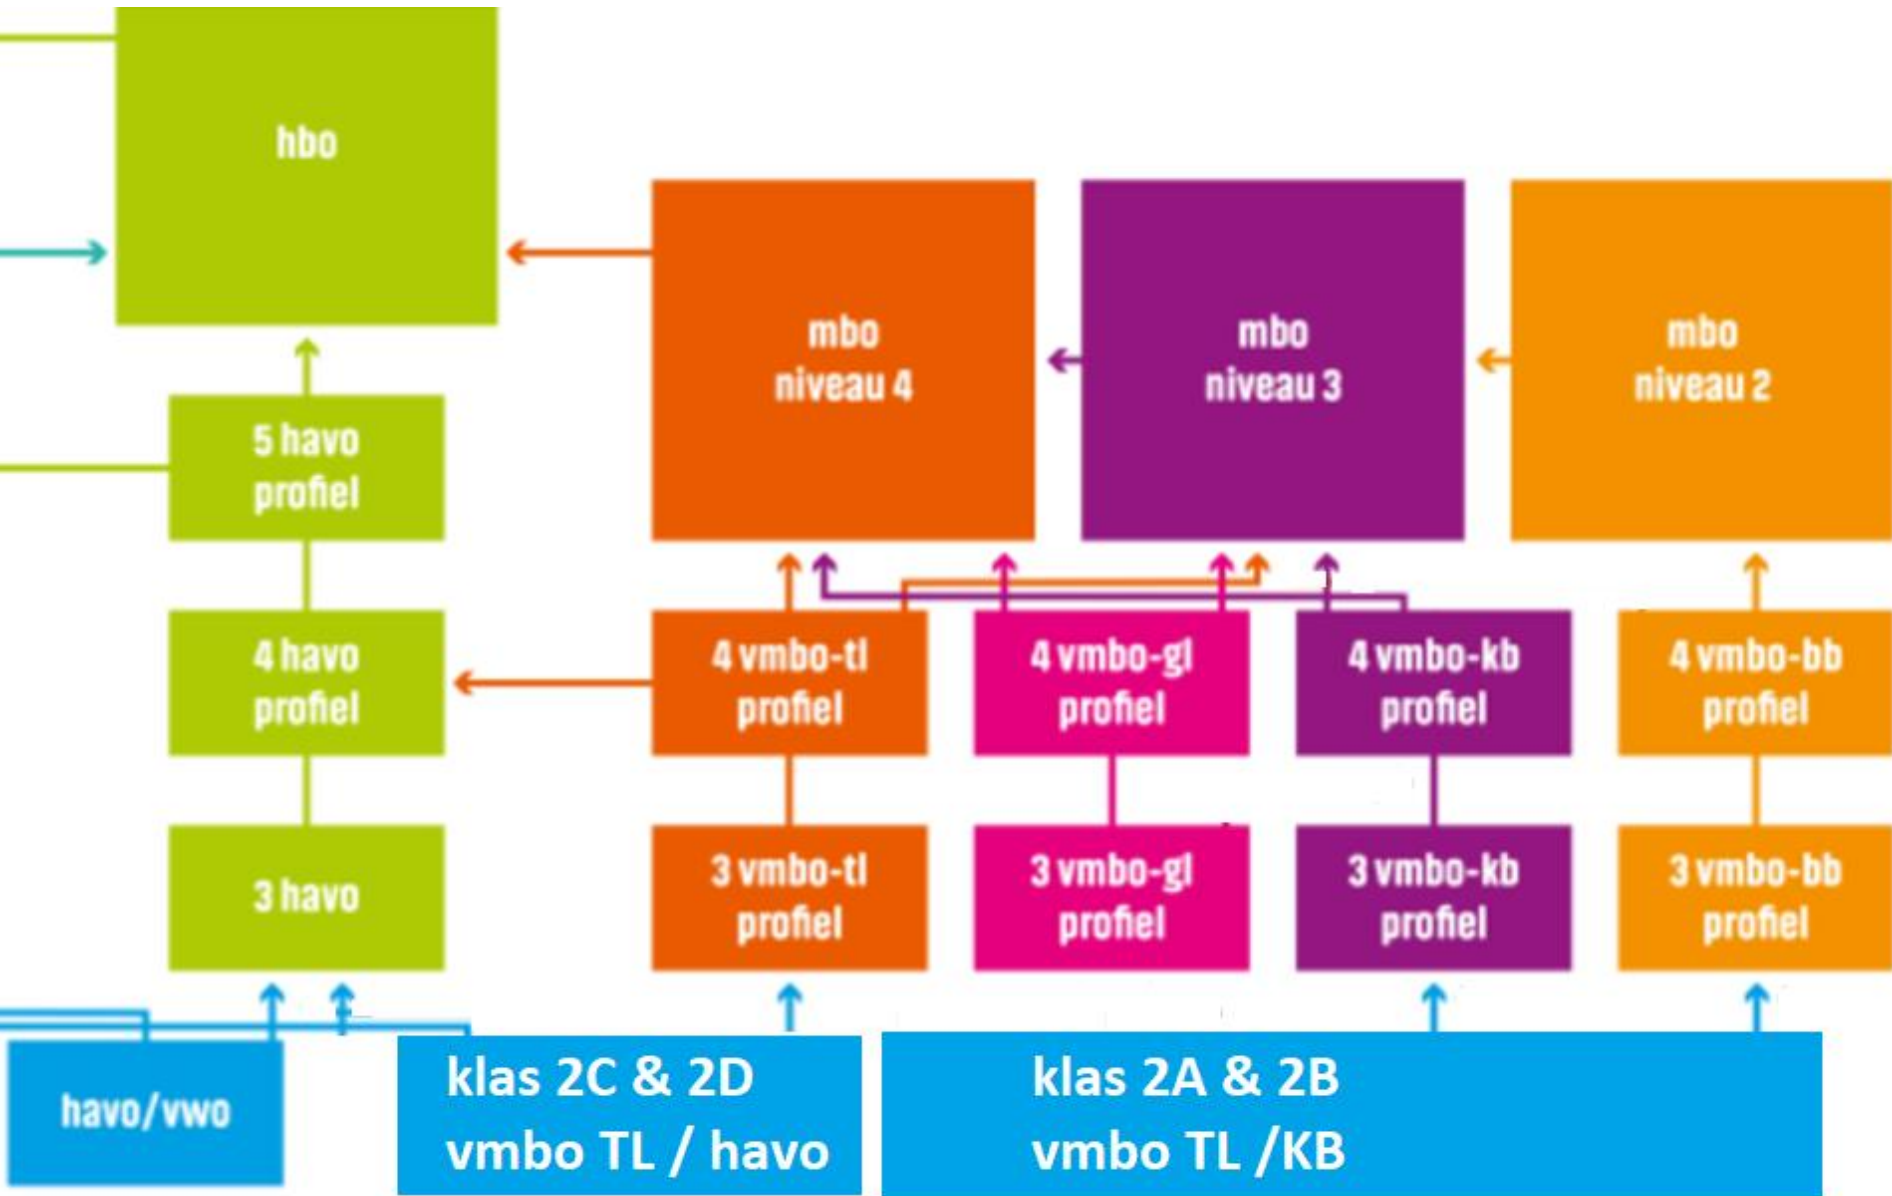 hbo
mbo
niveau 4
mbo
niveau 3
mbo
niveau 2
5 havo
profiel
4 havo
profiel
4 vmbo-tl
profiel
4 vmbo-gl
profiel
4 vmbo-kb
profiel
4 vmbo-bb
profiel
3 havo
3 vmbo-tl
profiel
3 vmbo-gl
profiel
3 vmbo-kb
profiel
3 vmbo-bb
profiel
havo/vwo
klas 2C & 2D
vmbo TL / havo
klas 2A & 2B
vmbo TL /KB